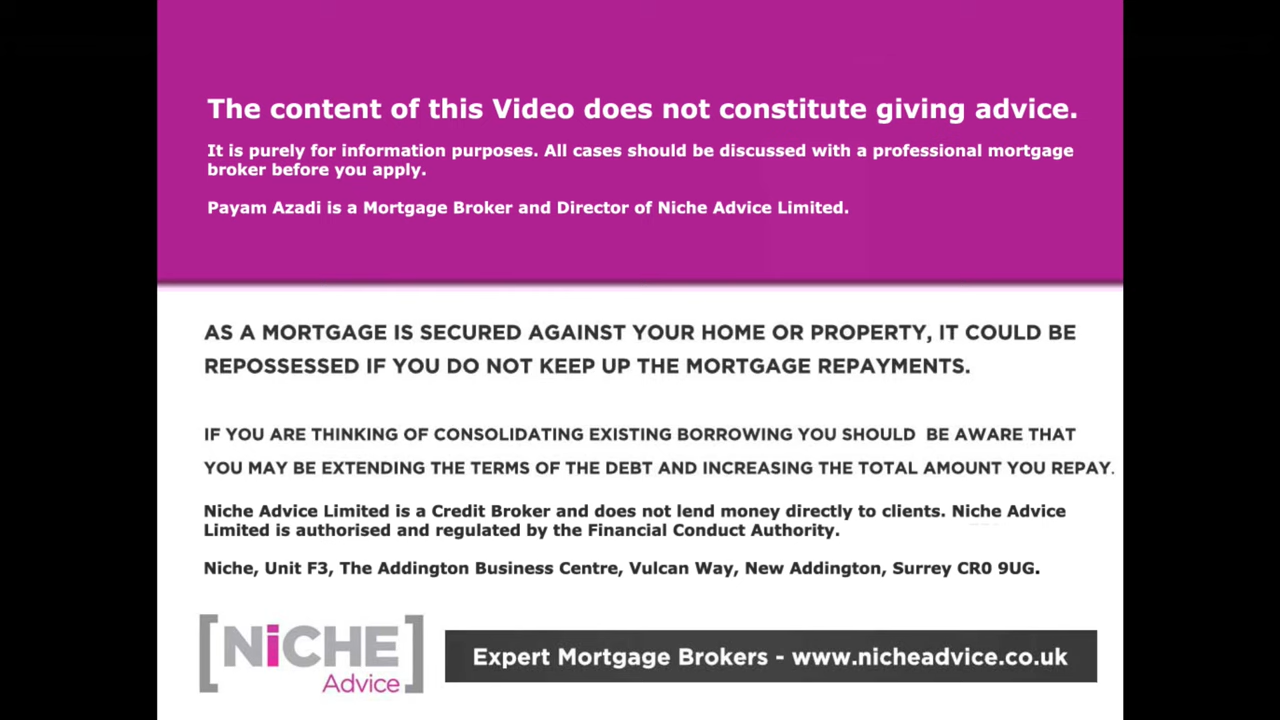 The content of this Video does not constitute giving advice.
It is purely for information purposes. All cases should be discussed with a professional mortgage
broker before you apply.
Payam Azadi is a Mortgage Broker and Director of Niche Advice Limited.
AS A MORTGAGE IS SECURED AGAINST YOUR HOME OR PROPERTY, IT COULD BE
REPOSSESSED IF YOU DO NOT KEEP UP THE MORTGAGE REPAYMENTS.
IF YOU ARE THINKING OF CONSOLIDATING EXISTING BORROWING YOU SHOULD BE AWARE THAT
YOU MAY BE EXTENDING THE TERMS OF THE DEBT AND INCREASING THE TOTAL AMOUNT YOU REPAY.
Niche Advice Limited is a Credit Broker and does not lend money directly to clients. Niche Advice
Limited is authorised and regulated by the Financial Conduct Authority.
Niche, Unit F3, The Addington Business Centre, Vulcan Way, New Addington, Surrey CR0 9UG.
[NiCHE]
Advice
Expert Mortgage Brokers - www.nicheadvice.co.uk